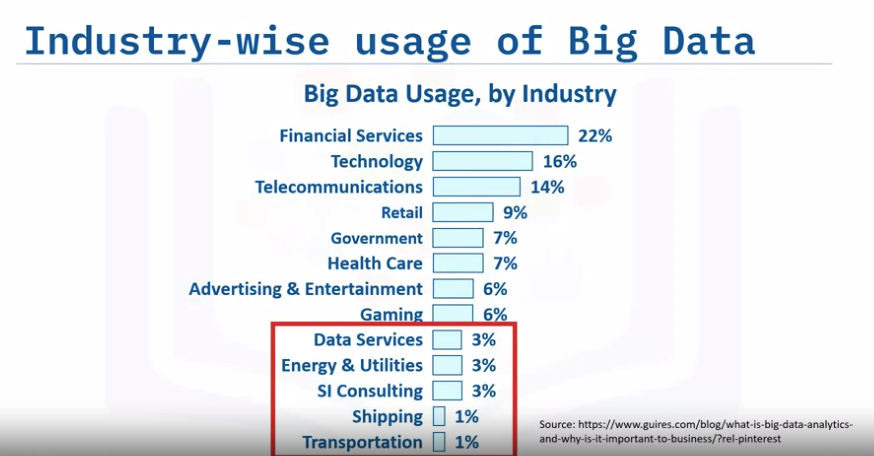 Industry-wise usage of Big Data
Big Data Usage, by Industry
Financial Services 22%
Technology 16%
Telecommunications 14%
Retail 9%
Government 7%
Health Care 7%
Advertising & Entertainment 6%
Gaming 6%
Data Services 3%
Energy & Utilities 3%
SI Consulting 3%
Shipping 1%
Transportation 1%
Source: https://www.guires.com/blog/what-is-big-data-analytics-
and-why-is-it-important-to-business/?rel-pinterest